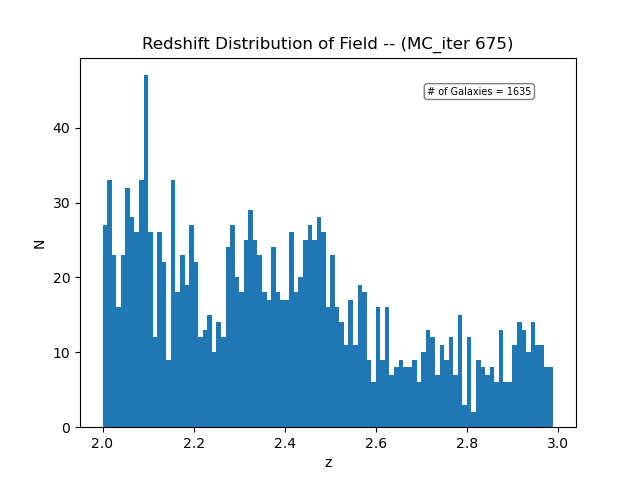 Redshift Distribution of Field -- (MC_iter 675)
# of Galaxies = 1635
40
30
20
10
0
N
2.0 2.2 2.4 2.6 2.8 3.0
z